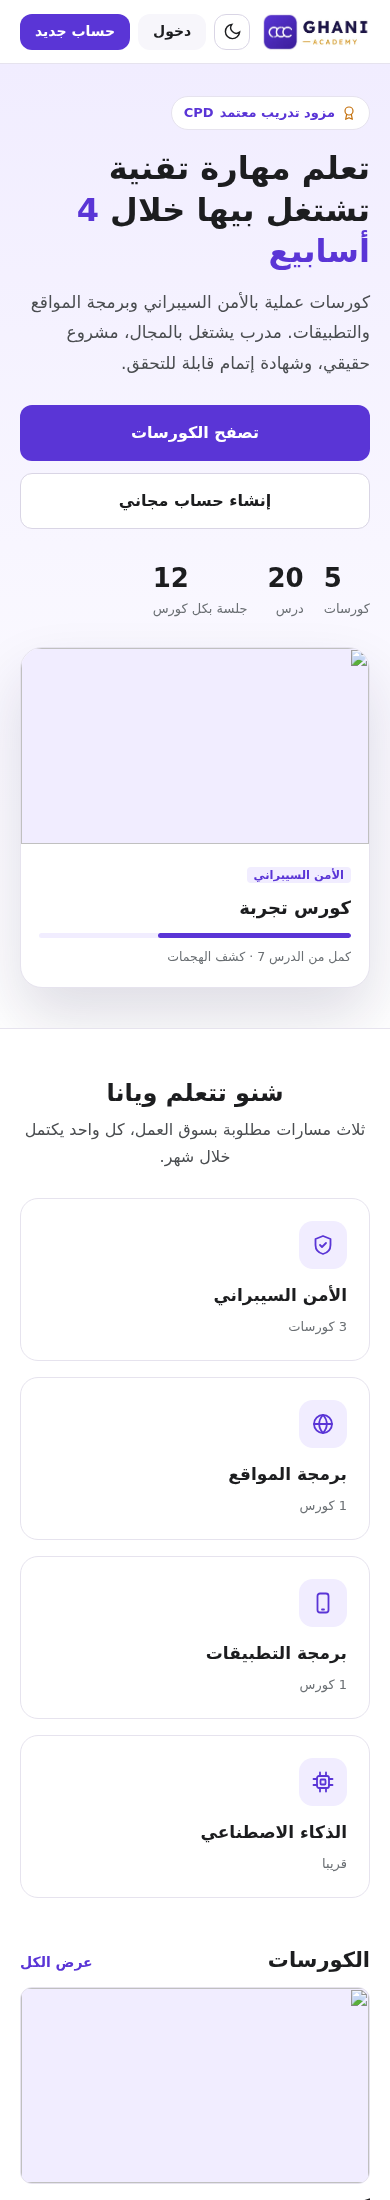 GHANI
ACADEMY
دخول
حساب جديد
مزود تدريب معتمد CPD
تعلم مهارة تقنية
تشتغل بيها خلال 4
أسابيع
كورسات عملية بالأمن السيبراني وبرمجة المواقع
والتطبيقات. مدرب يشتغل بالمجال، مشروع
حقيقي، وشهادة إتمام قابلة للتحقق.
تصفح الكورسات
إنشاء حساب مجاني
5
كورسات
20
درس
12
جلسة بكل كورس
الأمن السيبراني
كورس تجربة
كمل من الدرس 7 · كشف الهجمات
شنو تتعلم ويانا
ثلاث مسارات مطلوبة بسوق العمل، كل واحد يكتمل
خلال شهر.
الأمن السيبراني
3 كورسات
برمجة المواقع
1 كورس
برمجة التطبيقات
1 كورس
الذكاء الاصطناعي
قريبا
الكورسات
عرض الكل